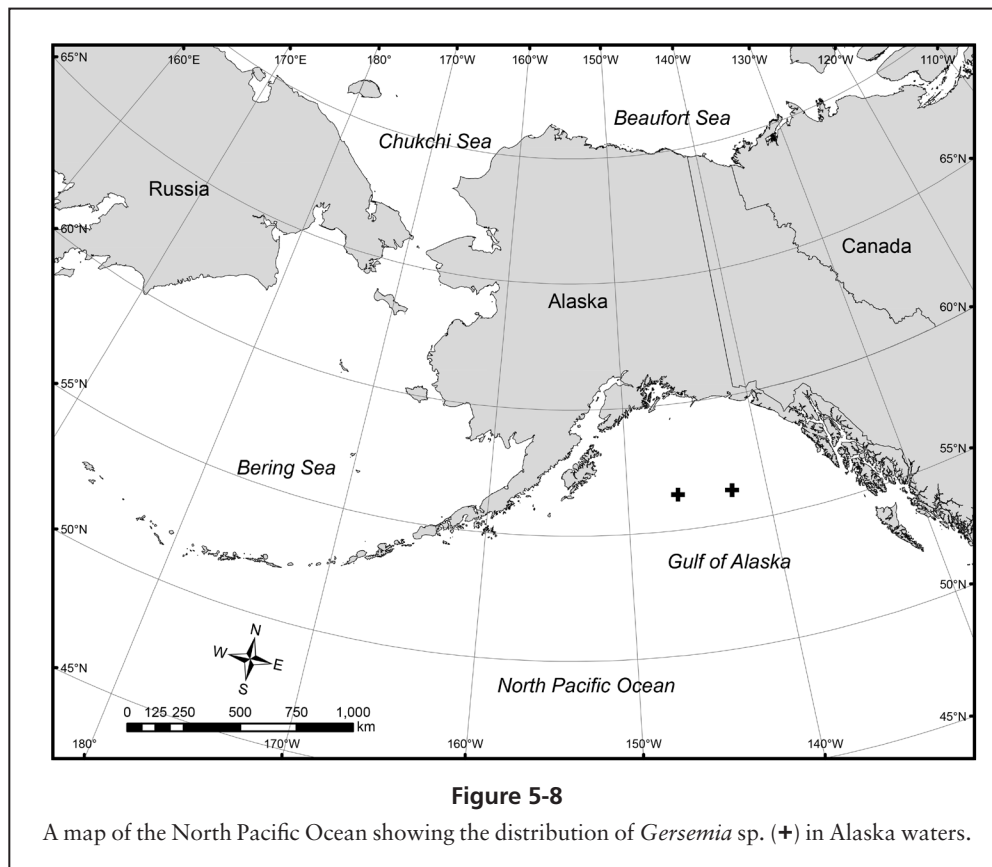 160°E 170°E 180° 170°W 160°W 150°W 140°W 130°W 120°W 110°W
65°N
Beaufort Sea
Chukchi Sea
65°N
Russia
60°N
Canada
Alaska
60°N
55°N
55°N
Bering Sea
50°N
Gulf of Alaska
50°N
N
W E
S
45°N
North Pacific Ocean
0 125 250 500 750 1,000
km
45°N
180° 170°W 160°W 150°W 140°W
Figure 5-8
A map of the North Pacific Ocean showing the distribution of Gersemia sp. (+) in Alaska waters.